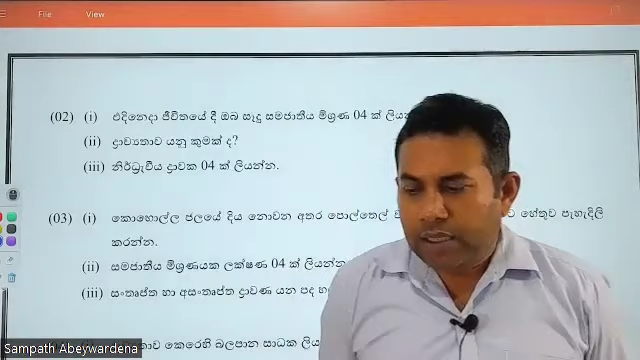 File View
(02) (i) එදිනෙදා ජීවිතයේ දී ඔබ සෑදූ සමජාතීය මිශ්‍රණ 04 ක්
(ii) ද්‍රාව්‍යතාව යනු කුමක් ද?
(iii) නිර්ධ්‍රැවීය ද්‍රාවක 04 ක් ලියන්න.
(03) (i) කොහොල්ල ජලයේ දිය නොවන අතර පොල්තෙල් හේතුව පැහැදිලි
කරන්න.
(ii) සමජාතීය මිශ්‍රණයක ලක්ෂණ 04 ක් ලියන්න.
(iii) සංතෘප්ත හා අසංතෘප්ත ද්‍රාවණ යන පද
කෙරෙහි බලපාන සාධක
Sampath Abeywardena